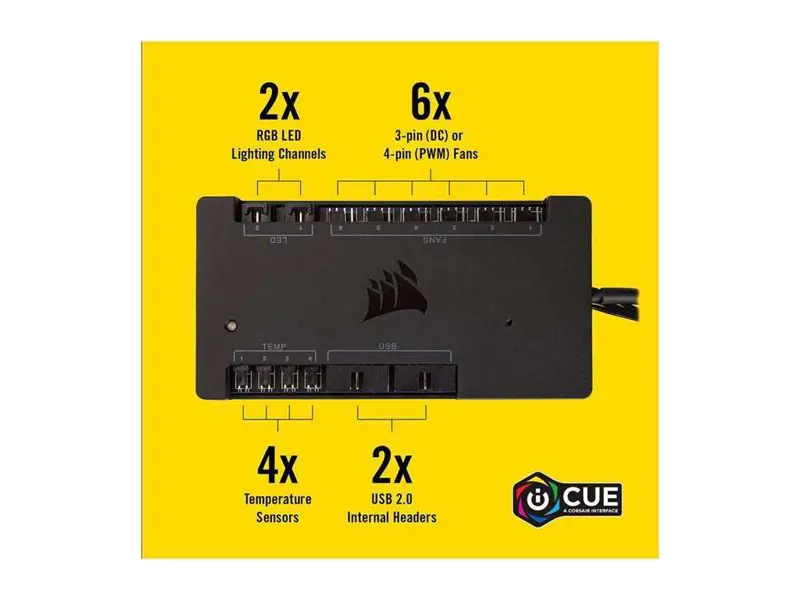 2x
RGB LED
Lighting Channels
6x
3-pin (DC) or
4-pin (PWM) Fans
2 1
LED
6 5 4 3 2 1
FANS
TEMP
1 2 3 4
USB
4x
Temperature
Sensors
2x
USB 2.0
Internal Headers
iCUE
A CORSAIR INTERFACE